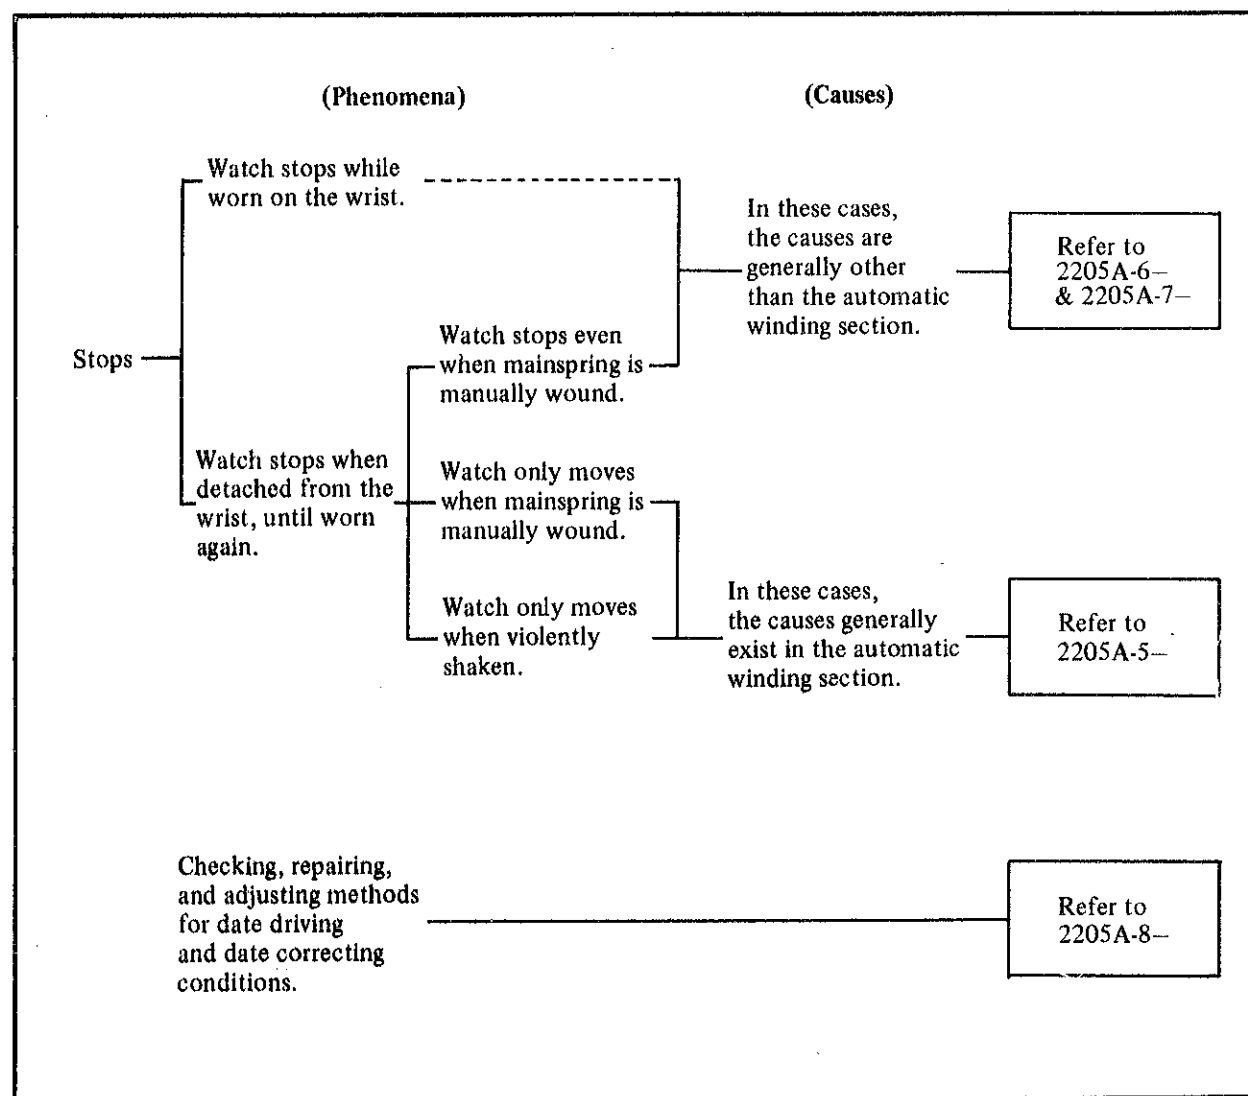 (Phenomena)
(Causes)
Stops
Watch stops while
worn on the wrist.
Watch stops when
detached from the
wrist, until worn
again.
Watch stops even
when mainspring is
manually wound.
Watch only moves
when mainspring is
manually wound.
Watch only moves
when violently
shaken.
In these cases,
the causes are
generally other
than the automatic
winding section.
Refer to
2205A-6–
& 2205A-7–
In these cases,
the causes generally
exist in the automatic
winding section.
Refer to
2205A-5–
Checking, repairing,
and adjusting methods
for date driving
and date correcting
conditions.
Refer to
2205A-8–